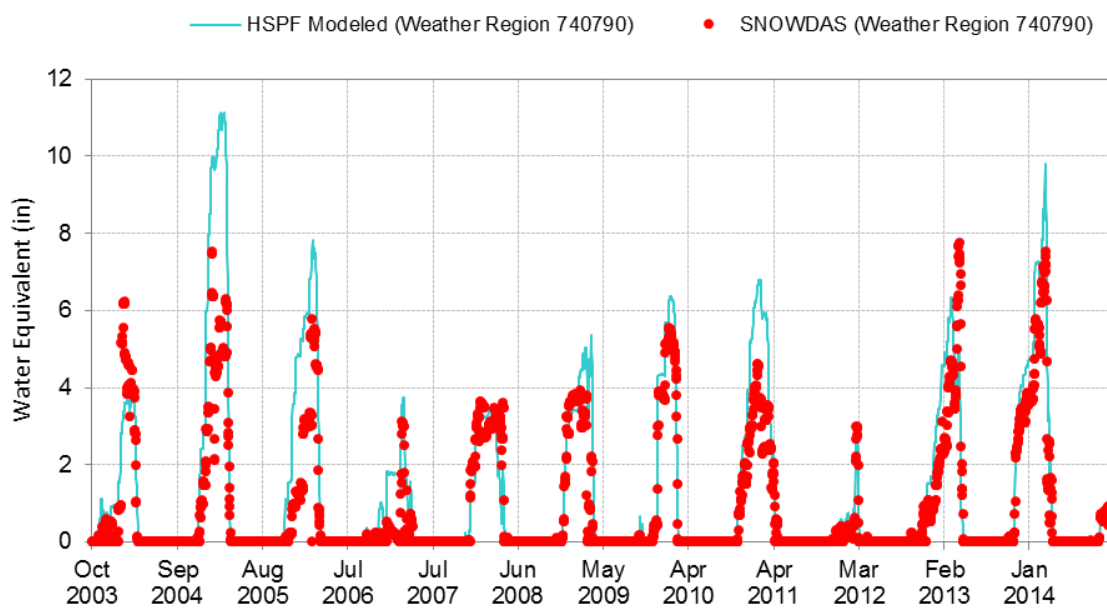 HSPF Modeled (Weather Region 740790) SNOWDAS (Weather Region 740790)
12
10
8
6
4
2
0
Water Equivalent (in)
Oct Sep Aug Jul Jul Jun May Apr Apr Mar Feb Jan
2003 2004 2005 2006 2007 2008 2009 2010 2011 2012 2013 2014